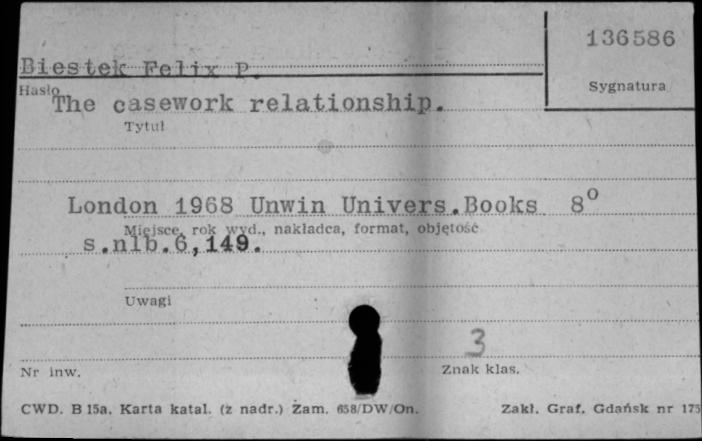 136586
Biestek Felix P.
Sygnatura
Hasło
The casework relationship.
Tytuł
London 1968 Unwin Univers.Books 8°
Miejsce, rok wyd., nakładca, format, objętość
s.nlb.6,149.
Uwagi
3
Nr inw.
Znak klas.
CWD. B 15a. Karta katal. (z nadr.) Zam. 658/DW/On.
Zakł. Graf. Gdańsk nr 175